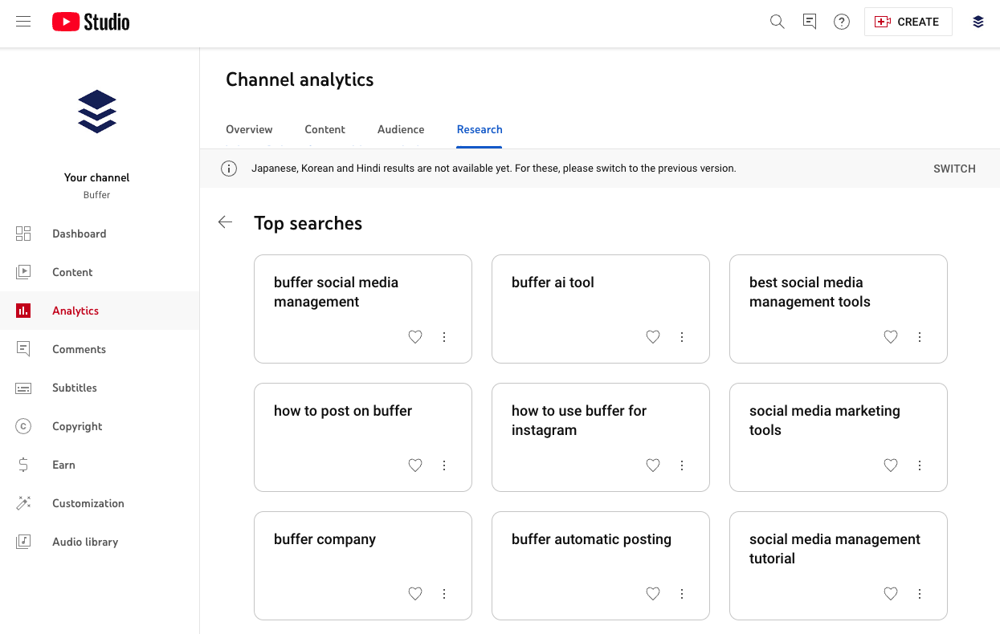 Studio
CREATE
Channel analytics
Overview
Content
Audience
Research
Japanese, Korean and Hindi results are not available yet. For these, please switch to the previous version.
SWITCH
Your channel
Buffer
Dashboard
Content
Analytics
Comments
Subtitles
Copyright
Earn
Customization
Audio library
Top searches
buffer social media
management
buffer ai tool
best social media
management tools
how to post on buffer
how to use buffer for
instagram
social media marketing
tools
buffer company
buffer automatic posting
social media management
tutorial